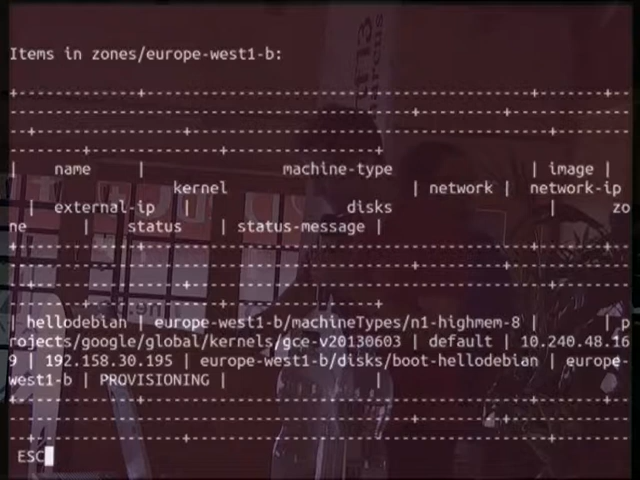 Items in zones/europe-west1-b:
| name | machine-type | image |
kernel | network | network-ip
| external-ip | disks | zo
ne | status | status-message |
| hellodebian | europe-west1-b/machineTypes/n1-highmem-8 | | p
rojects/google/global/kernels/gce-v20130603 | default | 10.240.48.16
9 | 192.158.30.195 | europe-west1-b/disks/boot-hellodebian | europe-
west1-b | PROVISIONING | |
ESC